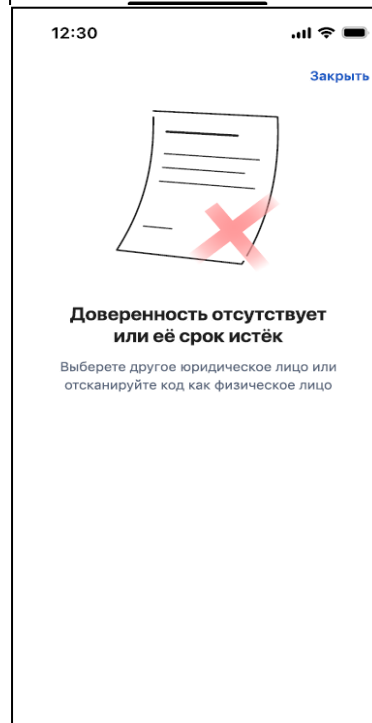 12:30
Закрыть
Доверенность отсутствует
или её срок истёк
Выберете другое юридическое лицо или
отсканируйте код как физическое лицо